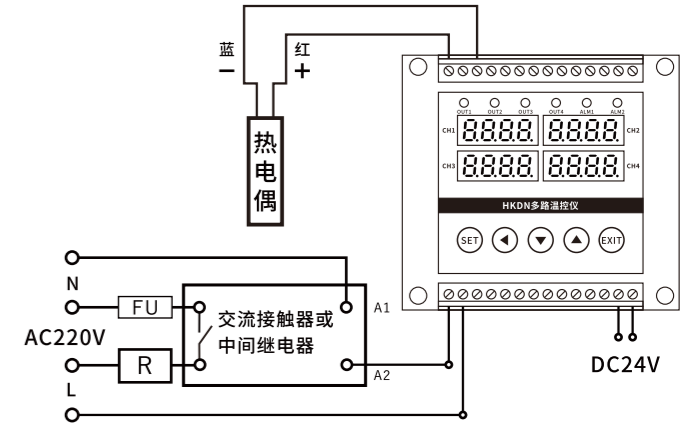 蓝 红
− +
热电偶
OUT1 OUT2 OUT3 OUT4 ALM1 ALM2
CH1 8.8.8.8. 8.8.8.8. CH2
CH3 8.8.8.8. 8.8.8.8. CH4
HKDN多路温控仪
SET EXIT
N
FU
AC220V
R
L
交流接触器或
中间继电器
A1
A2
DC24V